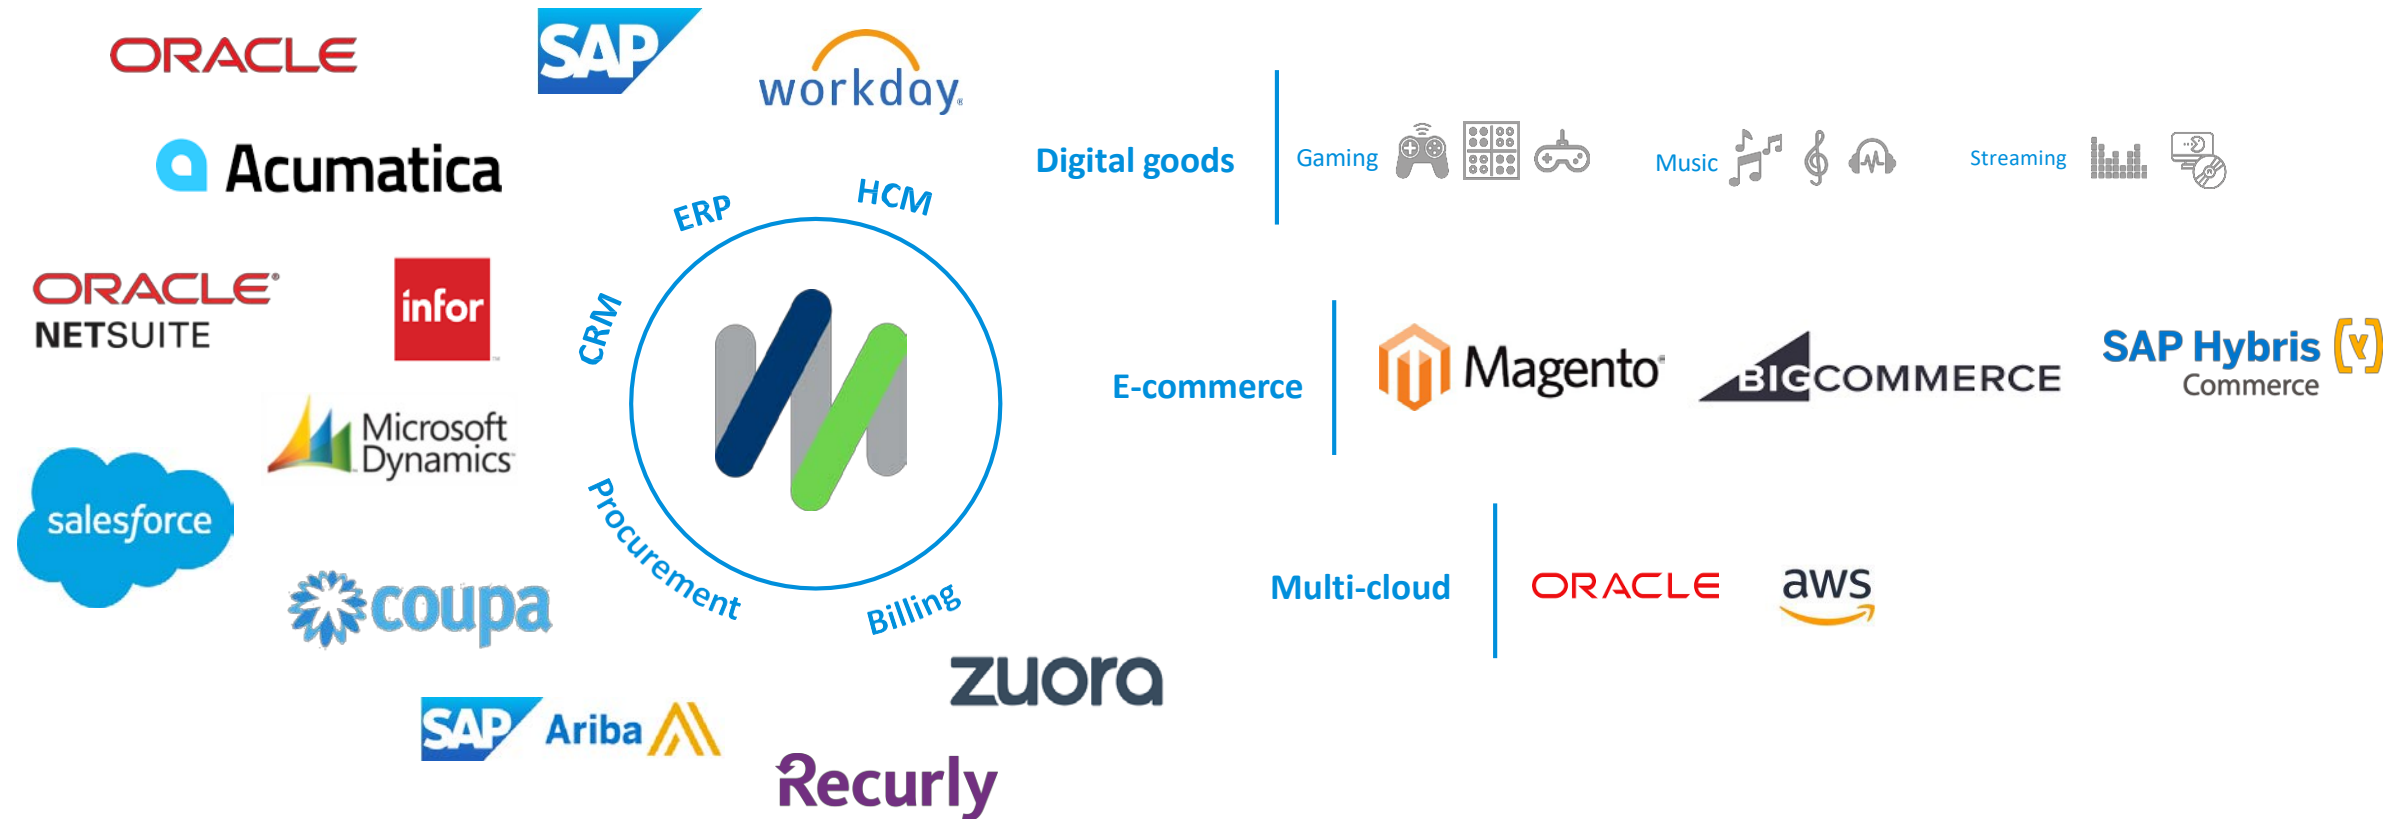 ORACLE
SAP
workday®
Acumatica
Digital goods
Gaming
Music
Streaming
ERP
HCM
ORACLE®
NETSUITE
infor
CRM
E-commerce
Magento
BIGCOMMERCE
SAP Hybris
Commerce
Microsoft
Dynamics
salesforce
Procurement
Billing
Multi-cloud
ORACLE
aws
coupa
zuora
SAP Ariba
Recurly